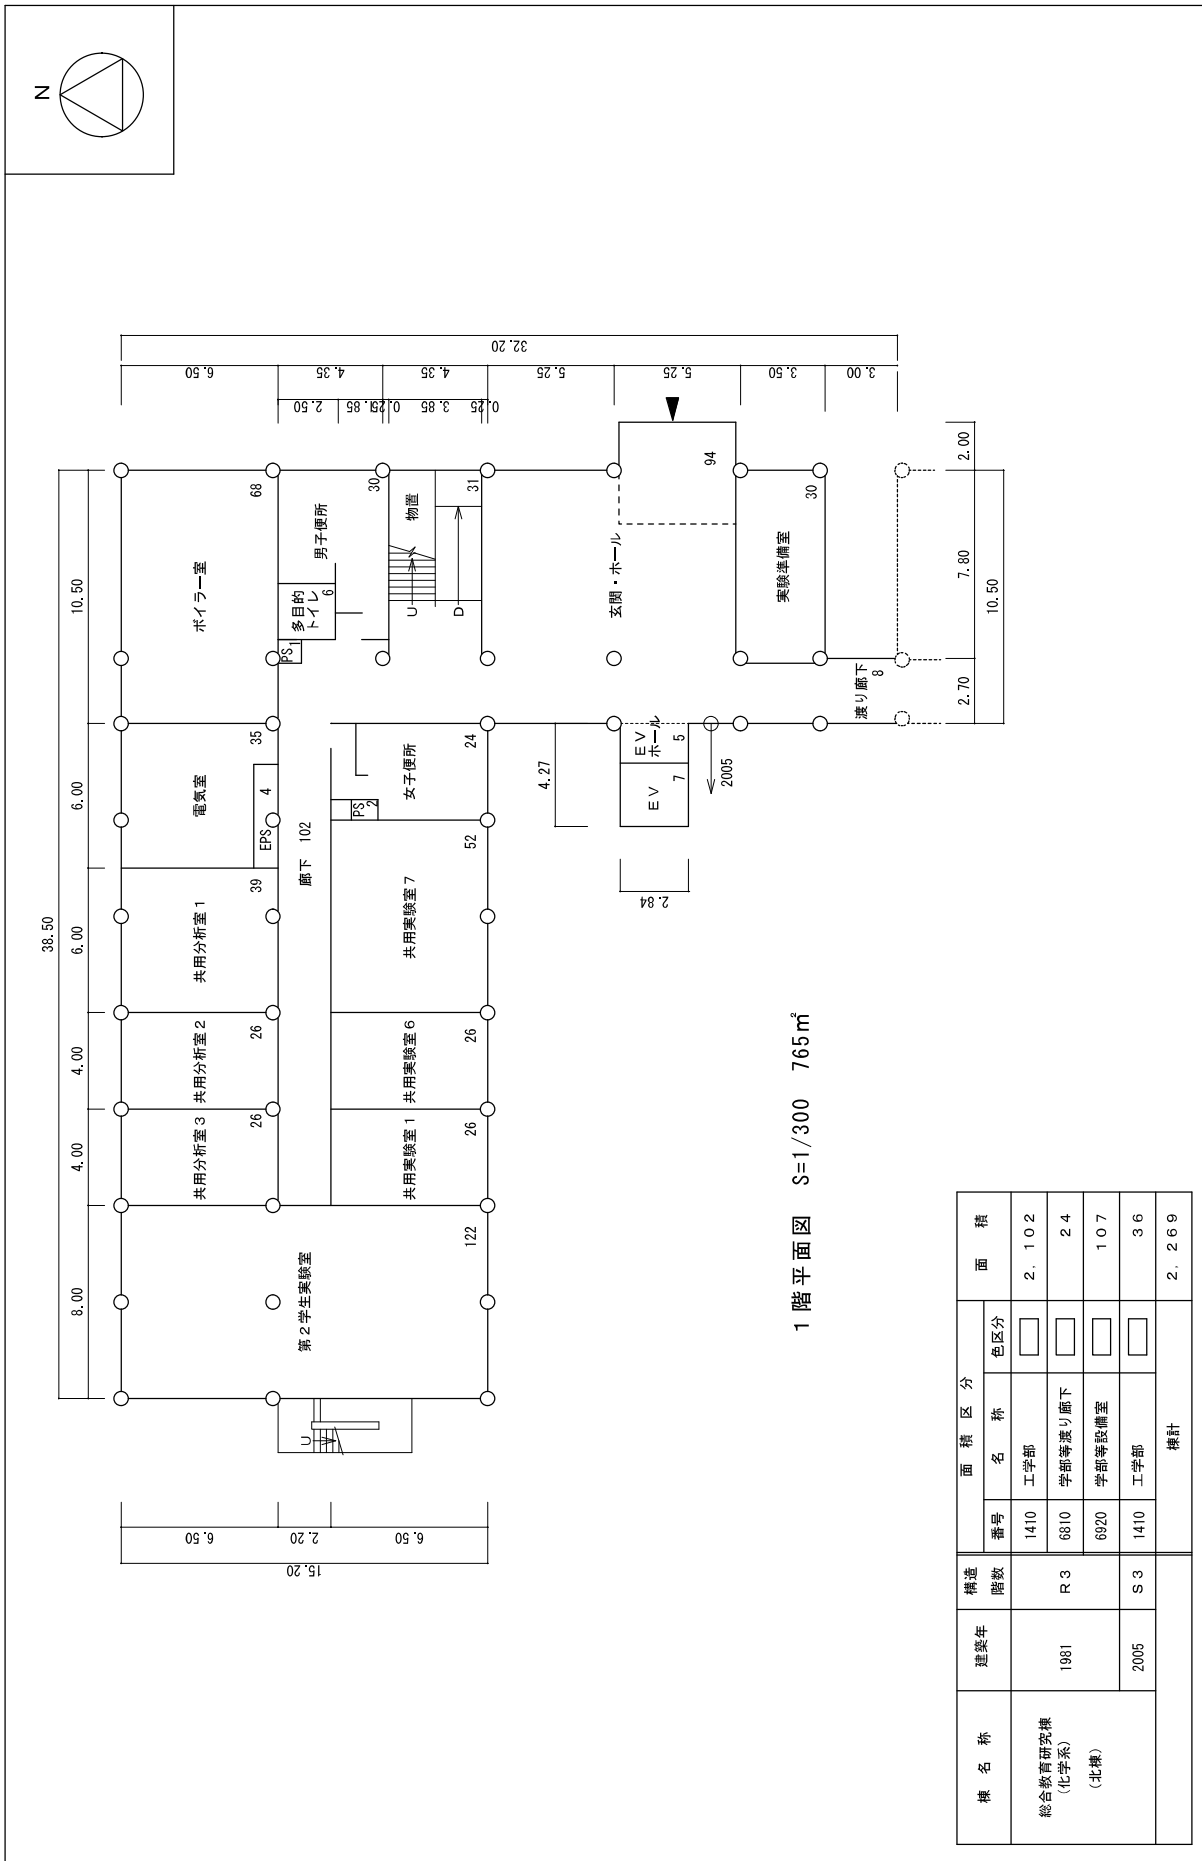 N
38.50
8.00
4.00
4.00
6.00
6.00
10.50
15.20
6.50
2.20
6.50
32.20
6.50
4.35
4.35
5.25
5.25
3.50
3.00
2.50
1.85
0.25
3.85
0.25
共用分析室3
26
共用分析室2
26
共用分析室1
39
電気室
35
EPS 4
ボイラー室
68
第2学生実験室
122
廊下 102
PS 1
多目的
トイレ
6
男子便所
30
共用実験室1
26
共用実験室6
26
共用実験室7
52
PS 2
女子便所
24
U
物置
D
31
U
4.27
2.84
EV
7
EV
ホール
5
玄関・ホール
94
2005
実験準備室
30
渡り廊下
8
2.70
7.80
2.00
10.50
1階平面図 S=1/300 765㎡
棟名称
建築年
構造
階数
面積区分
番号
名称
色区分
面積
総合教育研究棟
(化学系)
(北棟)
1981
R3
1410 工学部 2,102
6810 学部等渡り廊下 24
6920 学部等設備室 107
2005 S3 1410 工学部 36
棟計 2,269